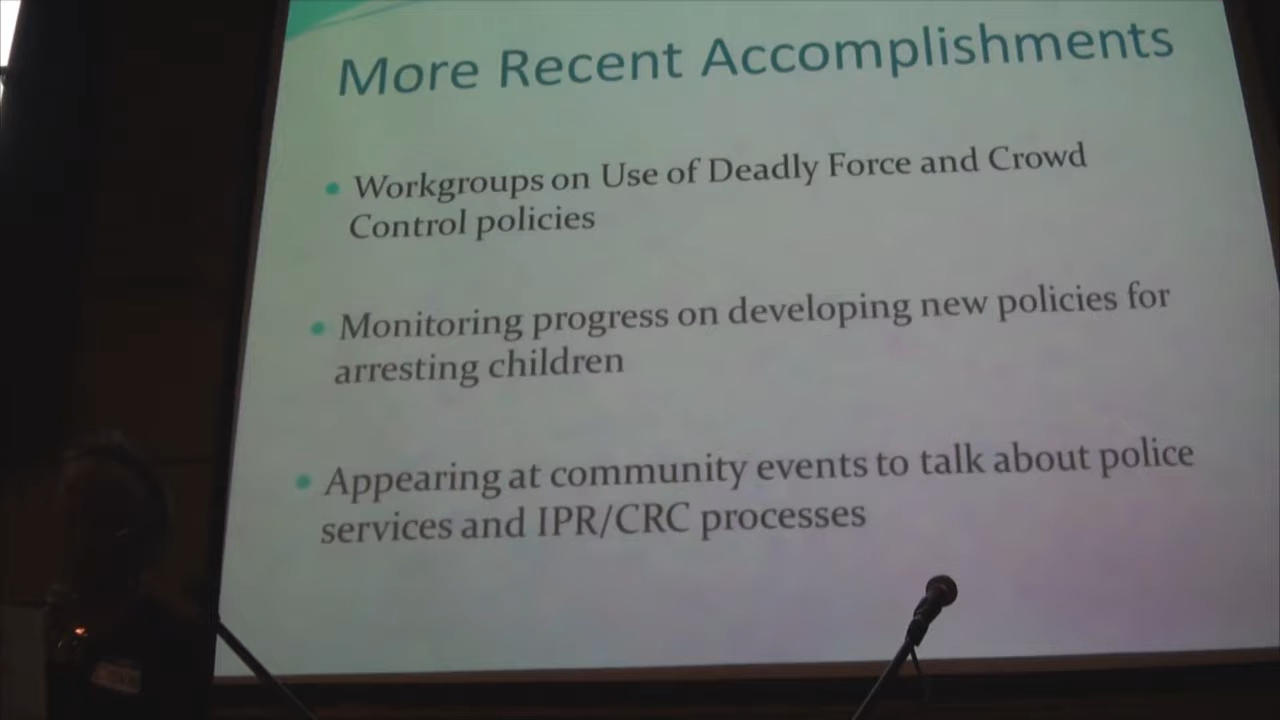 More Recent Accomplishments
• Workgroups on Use of Deadly Force and Crowd
Control policies
• Monitoring progress on developing new policies for
arresting children
• Appearing at community events to talk about police
services and IPR/CRC processes